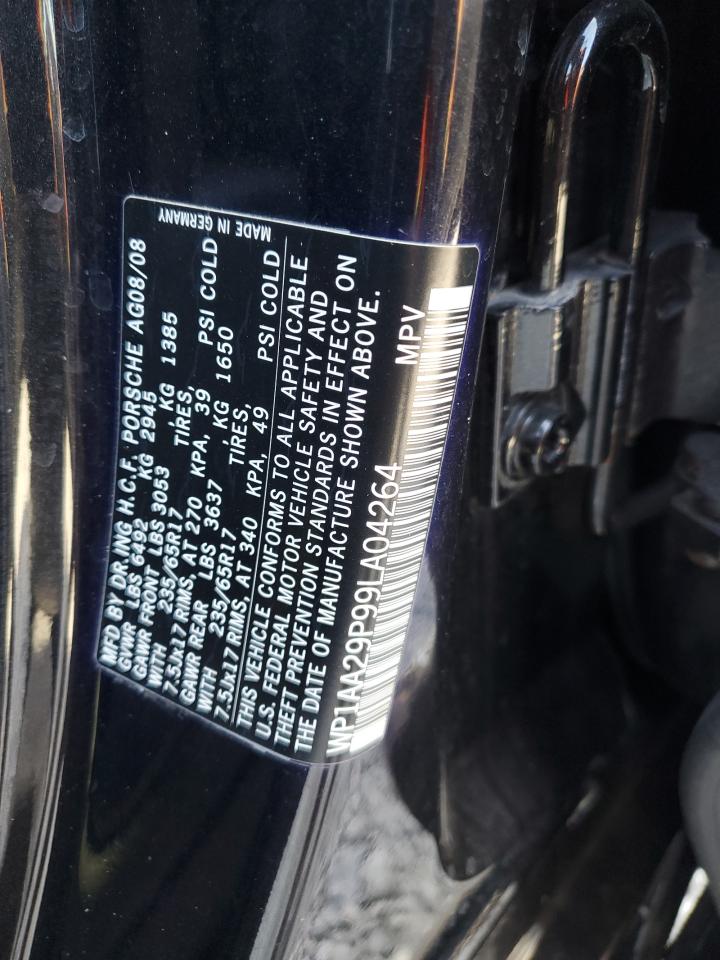 MFD BY DR.ING H.C.F. PORSCHE AG08/08
GVWR LBS 6492 KG 2945
GAWR FRONT LBS 3053 KG 1385
WITH 235/65R17 TIRES,
7.5Jx17 RIMS, AT 270 KPA, 39 PSI COLD
GAWR REAR LBS 3637 ,KG 1650
WITH 235/65R17 TIRES,
7.5Jx17 RIMS, AT 340 KPA, 49 PSI COLD
THIS VEHICLE CONFORMS TO ALL APPLICABLE
U.S. FEDERAL MOTOR VEHICLE SAFETY AND
THEFT PREVENTION STANDARDS IN EFFECT ON
THE DATE OF MANUFACTURE SHOWN ABOVE.
WP1AA29P99LA04264 MPV
MADE IN GERMANY